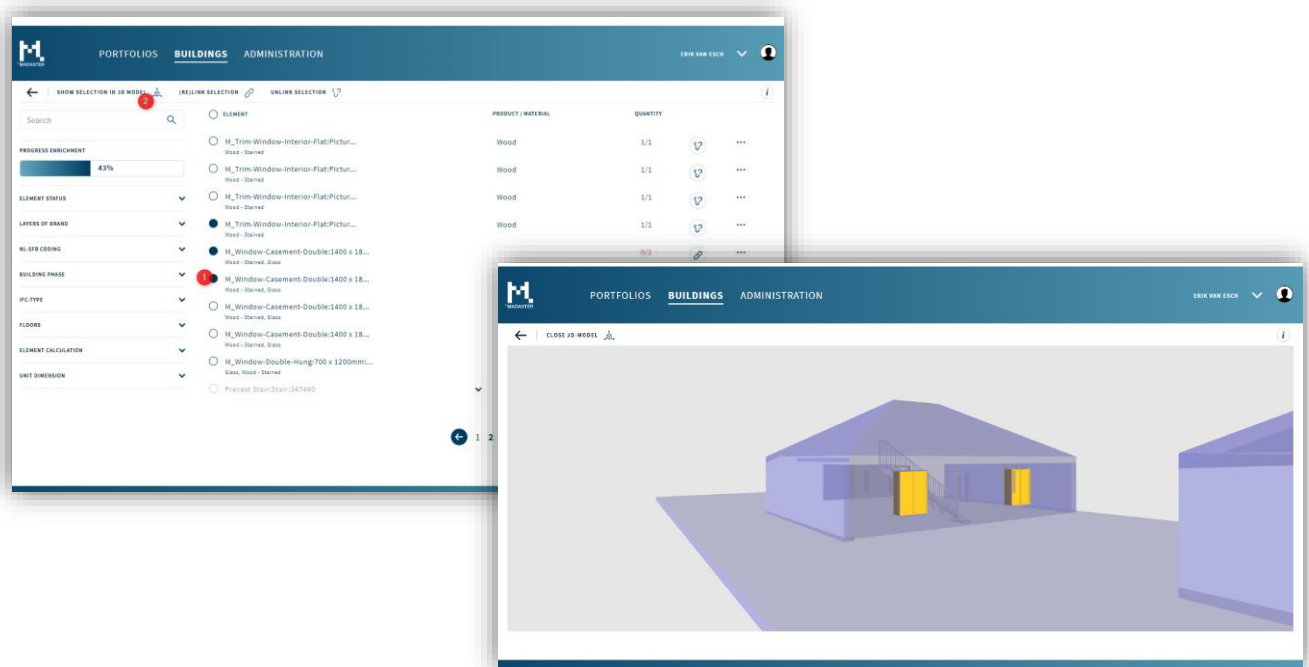 MADASTER
PORTFOLIOS BUILDINGS ADMINISTRATION
ERIK VAN ESCH
SHOW SELECTION IN 3D MODEL
2
(RE)LINK SELECTION
UNLINK SELECTION
i
Search
PROGRESS ENRICHMENT
43%
ELEMENT STATUS
LAYERS OF BRAND
NL-SFB CODING
BUILDING PHASE
IFC-TYPE
FLOORS
ELEMENT CALCULATION
UNIT DIMENSION
ELEMENT PRODUCT / MATERIAL QUANTITY
M_Trim-Window-Interior-Flat:Pictur... Wood 1/1
Wood - Stained
M_Trim-Window-Interior-Flat:Pictur... Wood 1/1
Wood - Stained
M_Trim-Window-Interior-Flat:Pictur... Wood 1/1
Wood - Stained
M_Trim-Window-Interior-Flat:Pictur... Wood 1/1
Wood - Stained
M_Window-Casement-Double:1400 x 18... 0/1
Wood - Stained, Glass
1
M_Window-Casement-Double:1400 x 18...
Wood - Stained, Glass
M_Window-Casement-Double:1400 x 18...
Wood - Stained, Glass
M_Window-Casement-Double:1400 x 18...
Wood - Stained, Glass
M_Window-Double-Hung:700 x 1200mm:...
Glass, Wood - Stained
Precast Stair:Stair:347460
1 2
MADASTER
PORTFOLIOS BUILDINGS ADMINISTRATION
ERIK VAN ESCH
CLOSE 3D-MODEL
i